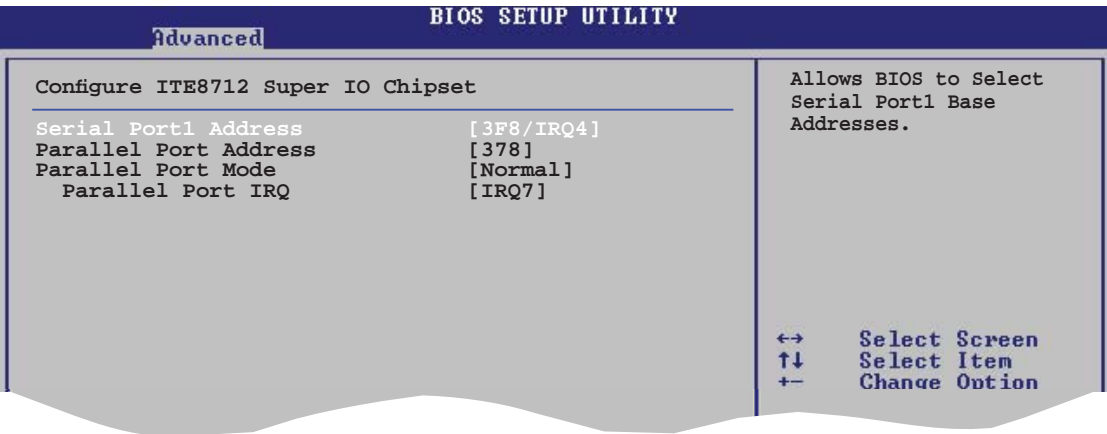 BIOS SETUP UTILITY
Advanced
Configure ITE8712 Super IO Chipset
Serial Port1 Address [3F8/IRQ4]
Parallel Port Address [378]
Parallel Port Mode [Normal]
Parallel Port IRQ [IRQ7]
Allows BIOS to Select
Serial Port1 Base
Addresses.
←→ Select Screen
↑↓ Select Item
+- Change Option